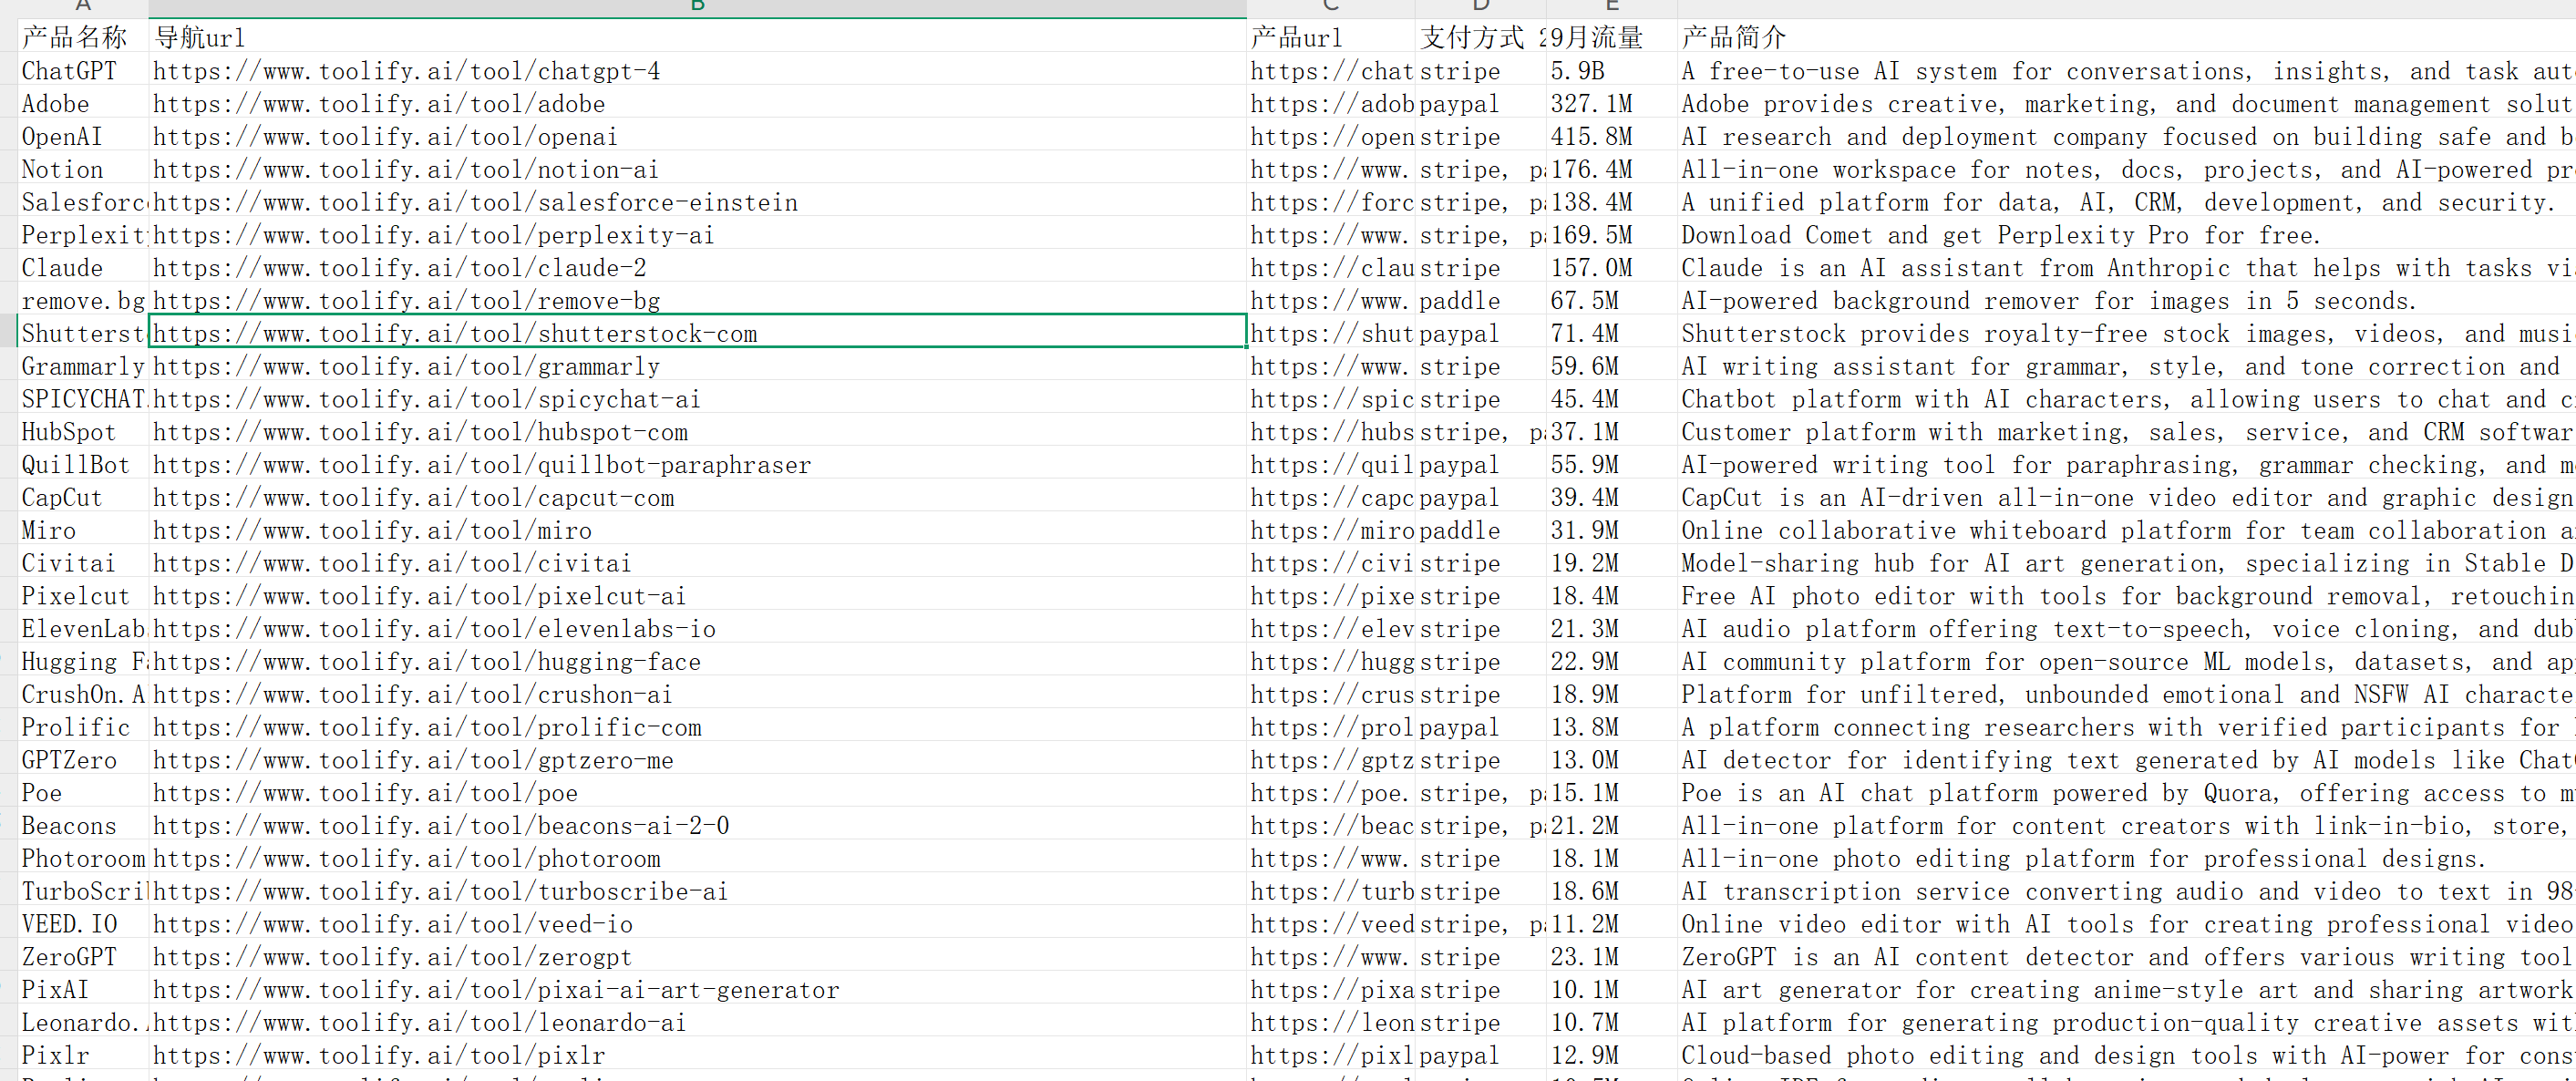 A B C D E
产品名称 导航url 产品url 支付方式 29月流量 产品简介
ChatGPT https://www.toolify.ai/tool/chatgpt-4 https://chat stripe 5.9B A free-to-use AI system for conversations, insights, and task aut
Adobe https://www.toolify.ai/tool/adobe https://adob paypal 327.1M Adobe provides creative, marketing, and document management solut
OpenAI https://www.toolify.ai/tool/openai https://open stripe 415.8M AI research and deployment company focused on building safe and b
Notion https://www.toolify.ai/tool/notion-ai https://www. stripe, pa 176.4M All-in-one workspace for notes, docs, projects, and AI-powered pr
Salesforc https://www.toolify.ai/tool/salesforce-einstein https://forc stripe, pa 138.4M A unified platform for data, AI, CRM, development, and security.
Perplexit https://www.toolify.ai/tool/perplexity-ai https://www. stripe, pa 169.5M Download Comet and get Perplexity Pro for free.
Claude https://www.toolify.ai/tool/claude-2 https://clau stripe 157.0M Claude is an AI assistant from Anthropic that helps with tasks vi
remove.bg https://www.toolify.ai/tool/remove-bg https://www. paddle 67.5M AI-powered background remover for images in 5 seconds.
Shutterst https://www.toolify.ai/tool/shutterstock-com https://shut paypal 71.4M Shutterstock provides royalty-free stock images, videos, and musi
Grammarly https://www.toolify.ai/tool/grammarly https://www. stripe 59.6M AI writing assistant for grammar, style, and tone correction and
SPICYCHAT. https://www.toolify.ai/tool/spicychat-ai https://spic stripe 45.4M Chatbot platform with AI characters, allowing users to chat and c
HubSpot https://www.toolify.ai/tool/hubspot-com https://hubs stripe, pa 37.1M Customer platform with marketing, sales, service, and CRM softwar
QuillBot https://www.toolify.ai/tool/quillbot-paraphraser https://quil paypal 55.9M AI-powered writing tool for paraphrasing, grammar checking, and m
CapCut https://www.toolify.ai/tool/capcut-com https://capc paypal 39.4M CapCut is an AI-driven all-in-one video editor and graphic design
Miro https://www.toolify.ai/tool/miro https://miro paddle 31.9M Online collaborative whiteboard platform for team collaboration a
Civitai https://www.toolify.ai/tool/civitai https://civi stripe 19.2M Model-sharing hub for AI art generation, specializing in Stable D
Pixelcut https://www.toolify.ai/tool/pixelcut-ai https://pixe stripe 18.4M Free AI photo editor with tools for background removal, retouchin
ElevenLab https://www.toolify.ai/tool/elevenlabs-io https://elev stripe 21.3M AI audio platform offering text-to-speech, voice cloning, and dub
Hugging Fa https://www.toolify.ai/tool/hugging-face https://hugg stripe 22.9M AI community platform for open-source ML models, datasets, and ap
CrushOn.A https://www.toolify.ai/tool/crushon-ai https://crus stripe 18.9M Platform for unfiltered, unbounded emotional and NSFW AI characte
Prolific https://www.toolify.ai/tool/prolific-com https://prol paypal 13.8M A platform connecting researchers with verified participants for
GPTZero https://www.toolify.ai/tool/gptzero-me https://gptz stripe 13.0M AI detector for identifying text generated by AI models like Chat
Poe https://www.toolify.ai/tool/poe https://poe. stripe, pa 15.1M Poe is an AI chat platform powered by Quora, offering access to m
Beacons https://www.toolify.ai/tool/beacons-ai-2-0 https://beac stripe, pa 21.2M All-in-one platform for content creators with link-in-bio, store,
Photoroom https://www.toolify.ai/tool/photoroom https://www. stripe 18.1M All-in-one photo editing platform for professional designs.
TurboScri https://www.toolify.ai/tool/turboscribe-ai https://turb stripe 18.6M AI transcription service converting audio and video to text in 98
VEED.IO https://www.toolify.ai/tool/veed-io https://veed stripe, pa 11.2M Online video editor with AI tools for creating professional video
ZeroGPT https://www.toolify.ai/tool/zerogpt https://www. stripe 23.1M ZeroGPT is an AI content detector and offers various writing tool
PixAI https://www.toolify.ai/tool/pixai-ai-art-generator https://pixa stripe 10.1M AI art generator for creating anime-style art and sharing artwork
Leonardo. https://www.toolify.ai/tool/leonardo-ai https://leon stripe 10.7M AI platform for generating production-quality creative assets wit
Pixlr https://www.toolify.ai/tool/pixlr https://pixl paypal 12.9M Cloud-based photo editing and design tools with AI-power for cons